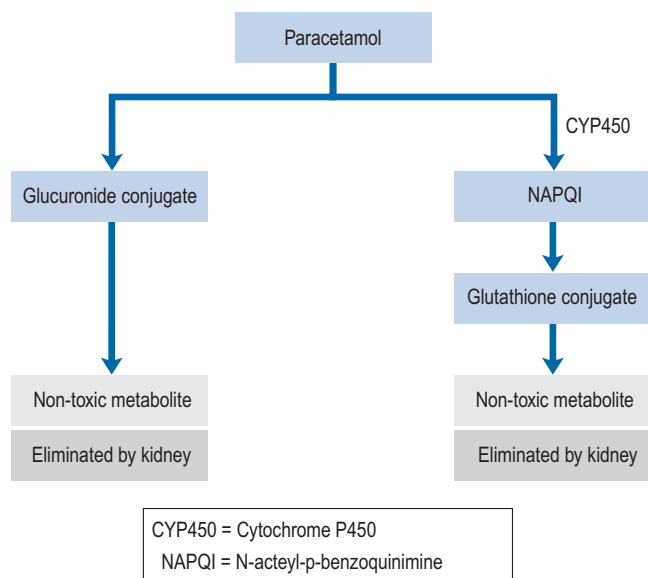 Paracetamol
CYP450
Glucuronide conjugate
NAPQI
Glutathione conjugate
Non-toxic metabolite
Non-toxic metabolite
Eliminated by kidney
Eliminated by kidney
CYP450 = Cytochrome P450
NAPQI = N-acteyl-p-benzoquinimine